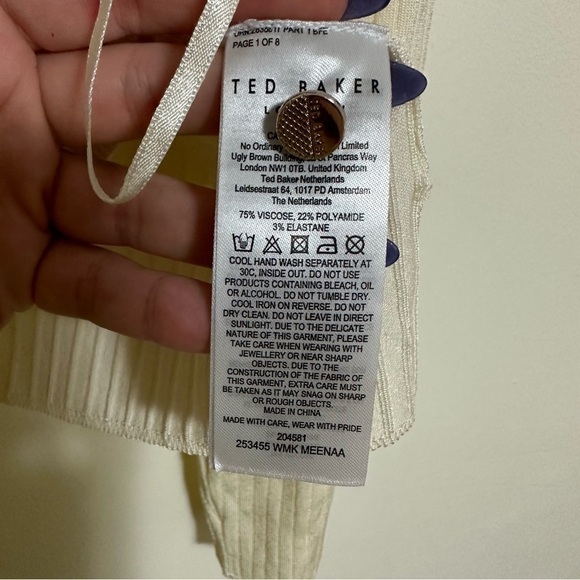 PAGE 1 OF 8
TED BAKER
No Ordinary Limited
Ugly Brown Building, Pancras Way
London NW1 0TB. United Kingdom
Ted Baker Netherlands
Leidsestraat 64, 1017 PD Amsterdam
The Netherlands
75% VISCOSE, 22% POLYAMIDE
3% ELASTANE
COOL HAND WASH SEPARATELY AT
30C, INSIDE OUT. DO NOT USE
PRODUCTS CONTAINING BLEACH, OIL
OR ALCOHOL. DO NOT TUMBLE DRY.
COOL IRON ON REVERSE. DO NOT
DRY CLEAN. DO NOT LEAVE IN DIRECT
SUNLIGHT. DUE TO THE DELICATE
NATURE OF THIS GARMENT, PLEASE
TAKE CARE WHEN WEARING WITH
JEWELLERY OR NEAR SHARP
OBJECTS. DUE TO THE
CONSTRUCTION OF THE FABRIC OF
THIS GARMENT, EXTRA CARE MUST
BE TAKEN AS IT MAY SNAG ON SHARP
OR ROUGH OBJECTS.
MADE IN CHINA
MADE WITH CARE, WEAR WITH PRIDE
204581
253455 WMK MEENAA